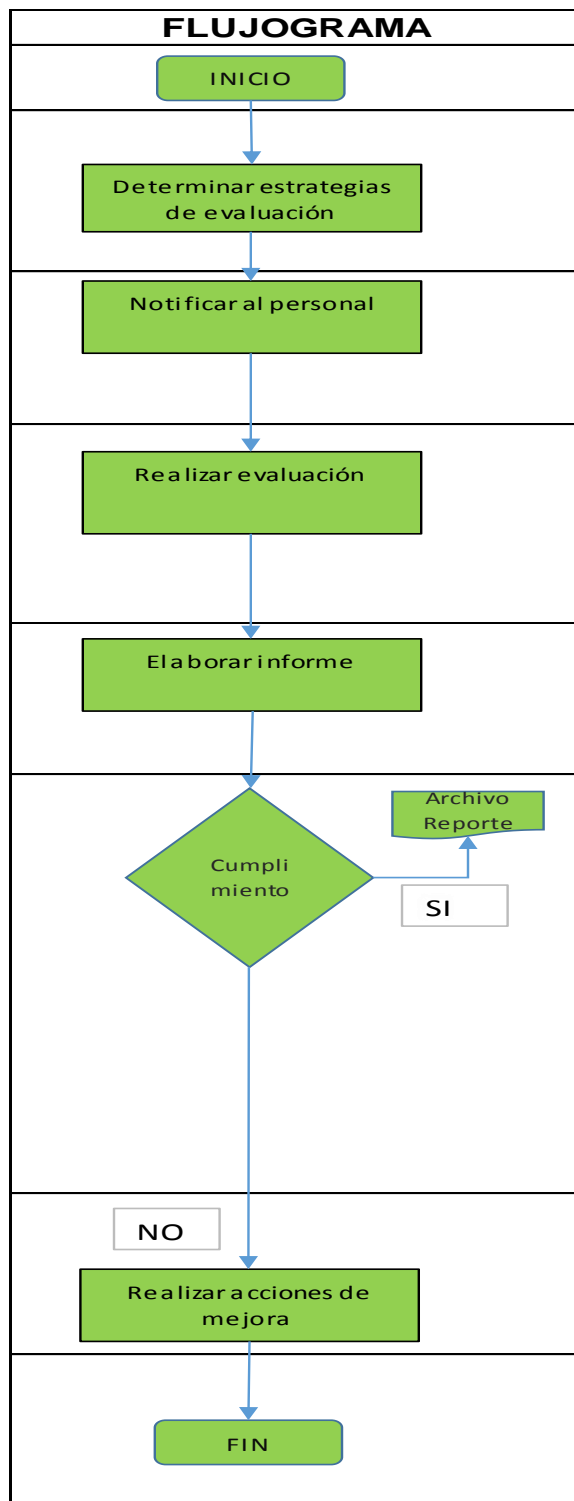 FLUJOGRAMA
INICIO
Determinar estrategias
de evaluación
Notificar al personal
Realizar evaluación
Elaborar informe
Archivo
Reporte
Cumpli
miento
SI
NO
Realizar acciones de
mejora
FIN